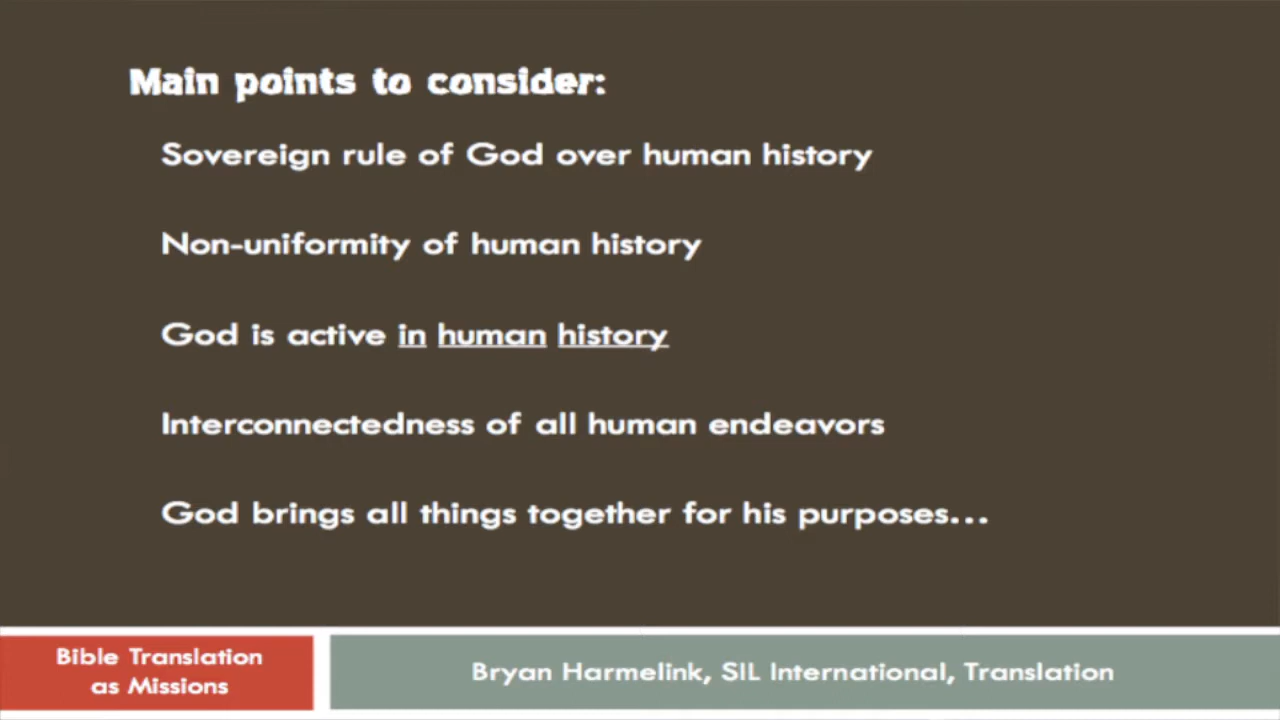 Main points to consider:
Sovereign rule of God over human history
Non-uniformity of human history
God is active in human history
Interconnectedness of all human endeavors
God brings all things together for his purposes...
Bible Translation
as Missions
Bryan Harmelink, SIL International, Translation